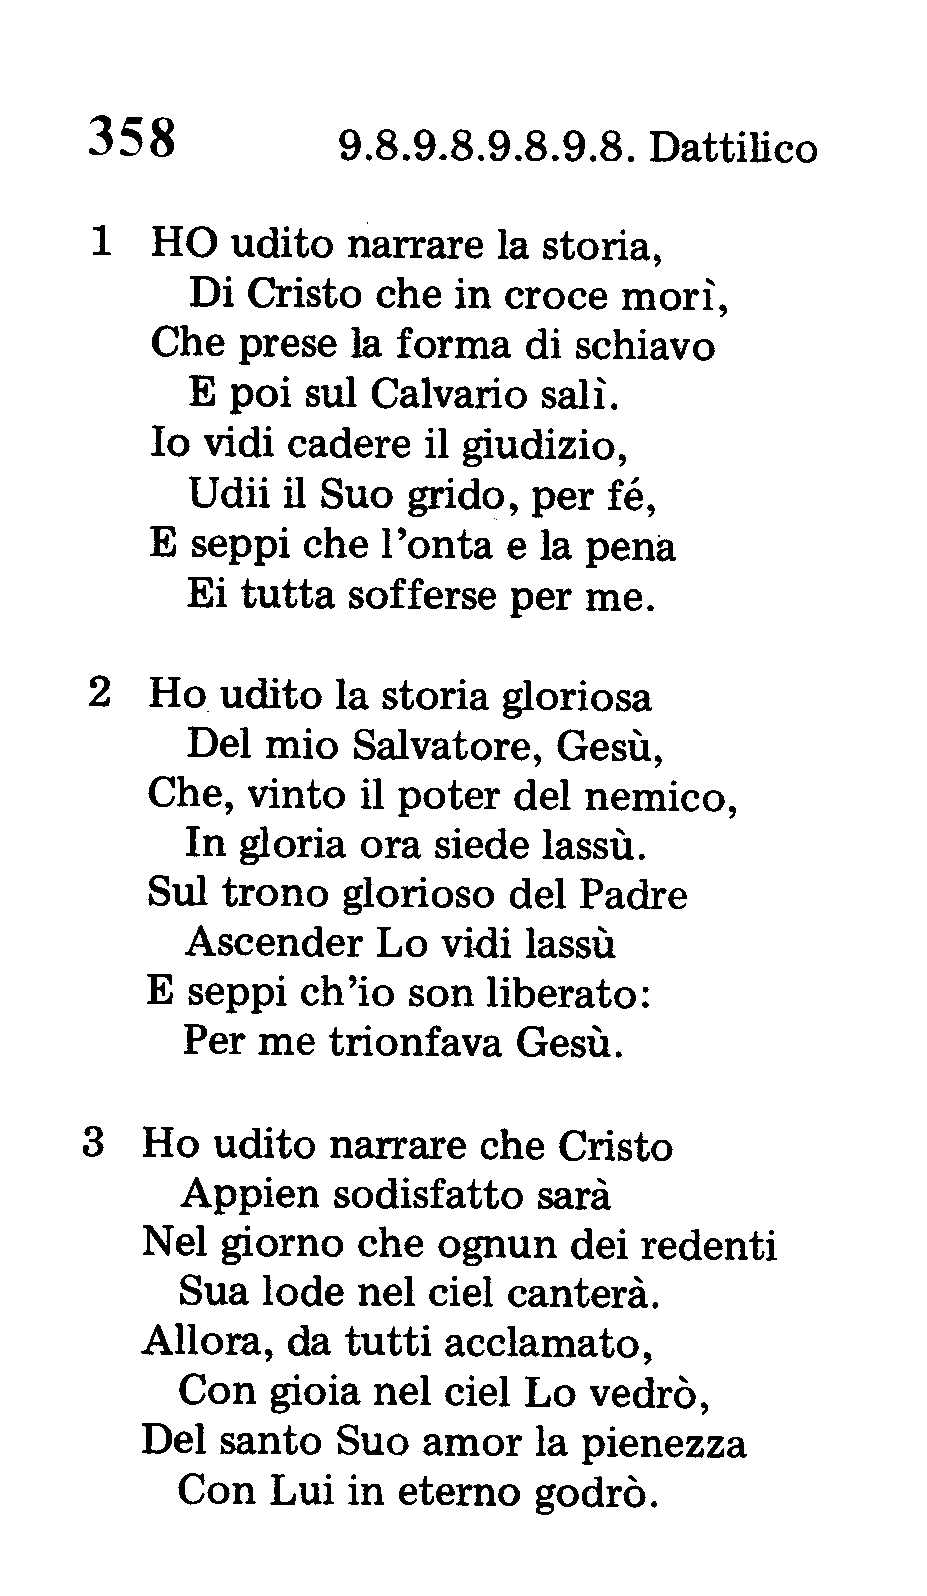 358 9.8.9.8.9.8.9.8. Dattilico
1 HO udito narrare la storia,
Di Cristo che in croce morì,
Che prese la forma di schiavo
E poi sul Calvario salì.
Io vidi cadere il giudizio,
Udii il Suo grido, per fé,
E seppi che l'onta e la pena
Ei tutta sofferse per me.
2 Ho udito la storia gloriosa
Del mio Salvatore, Gesù,
Che, vinto il poter del nemico,
In gloria ora siede lassù.
Sul trono glorioso del Padre
Ascender Lo vidi lassù
E seppi ch'io son liberato:
Per me trionfava Gesù.
3 Ho udito narrare che Cristo
Appien sodisfatto sarà
Nel giorno che ognun dei redenti
Sua lode nel ciel canterà.
Allora, da tutti acclamato,
Con gioia nel ciel Lo vedrò,
Del santo Suo amor la pienezza
Con Lui in eterno godrò.